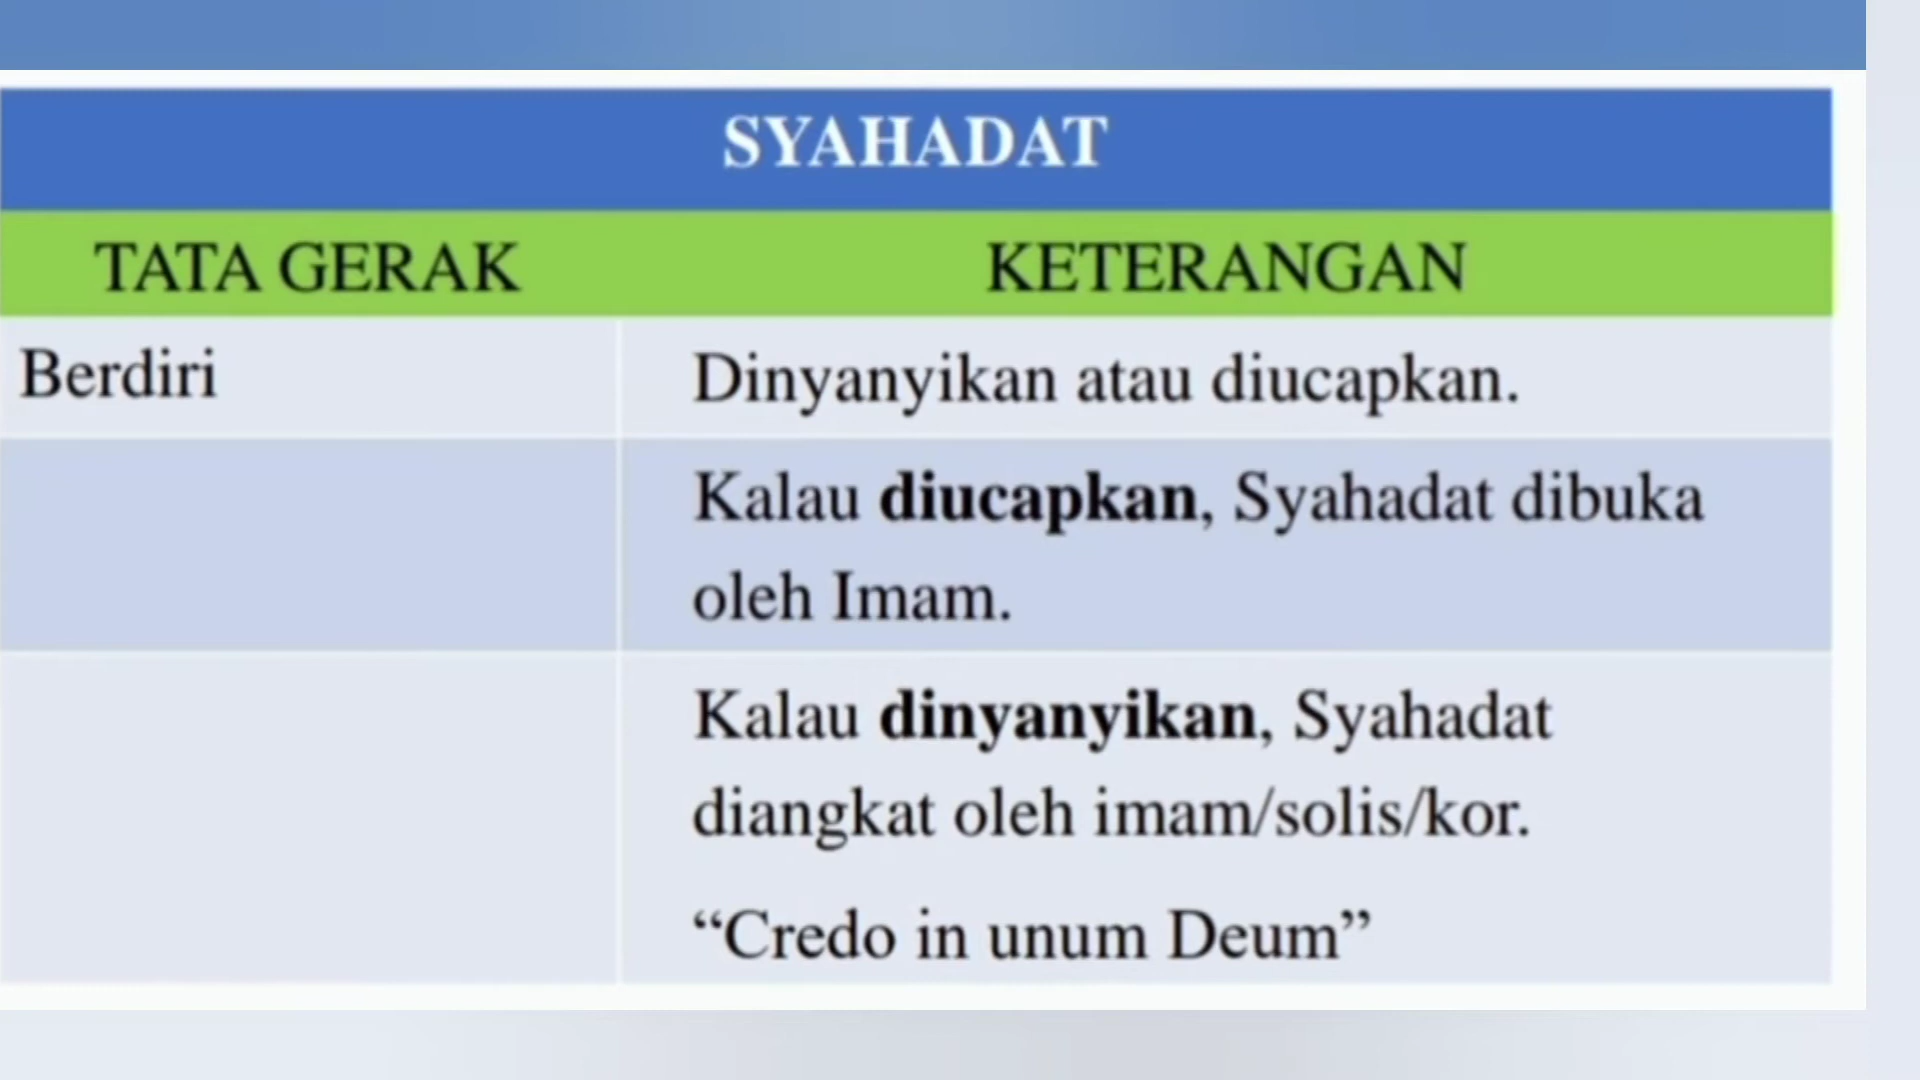 SYAHADAT
TATA GERAK
KETERANGAN
Berdiri
Dinyanyikan atau diucapkan.
Kalau diucapkan, Syahadat dibuka
oleh Imam.
Kalau dinyanyikan, Syahadat
diangkat oleh imam/solis/kor.
“Credo in unum Deum”